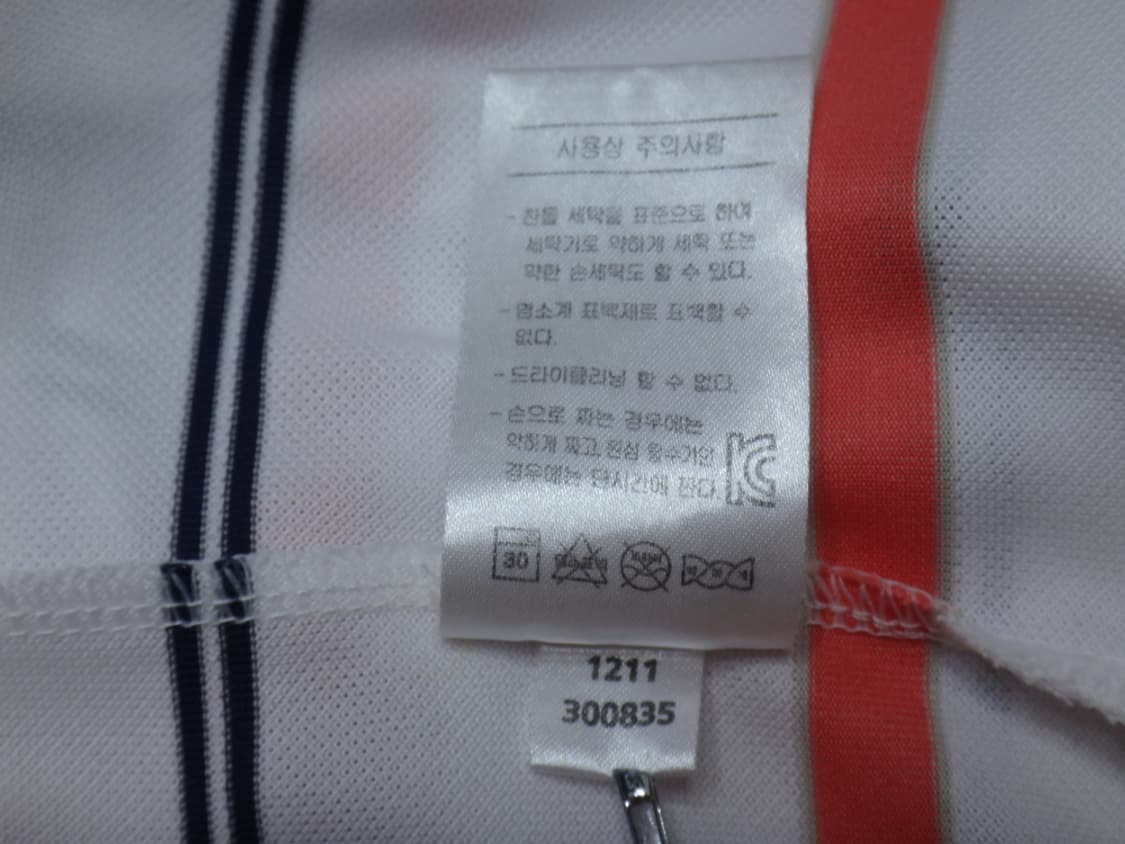 사용상 주의사항
- 찬물 세탁을 표준으로 하여
세탁기로 약하게 세탁 또는
약한 손세탁도 할 수 있다.
- 염소계 표백제로 표백할 수
없다.
- 드라이클리닝 할 수 없다.
- 손으로 짜는 경우에는
약하게 짜고, 원심 탈수기인
경우에는 단시간에 짠다.
30
1211
300835